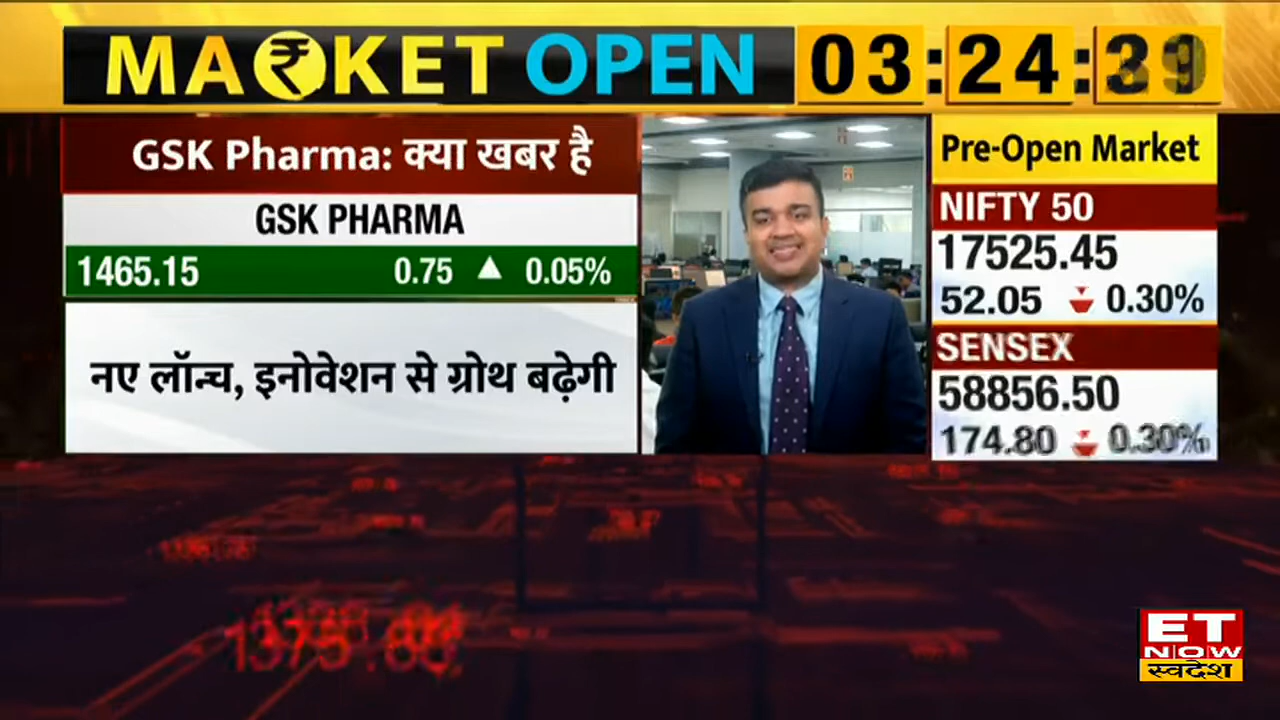 MA₹KET OPEN
03:24:39
GSK Pharma: क्या खबर है
GSK PHARMA
1465.15 0.75 ▲ 0.05%
नए लॉन्च, इनोवेशन से ग्रोथ बढ़ेगी
Pre-Open Market
NIFTY 50
17525.45
52.05 0.30%
SENSEX
58856.50
174.80 0.30%
ET
NOW
स्वदेश